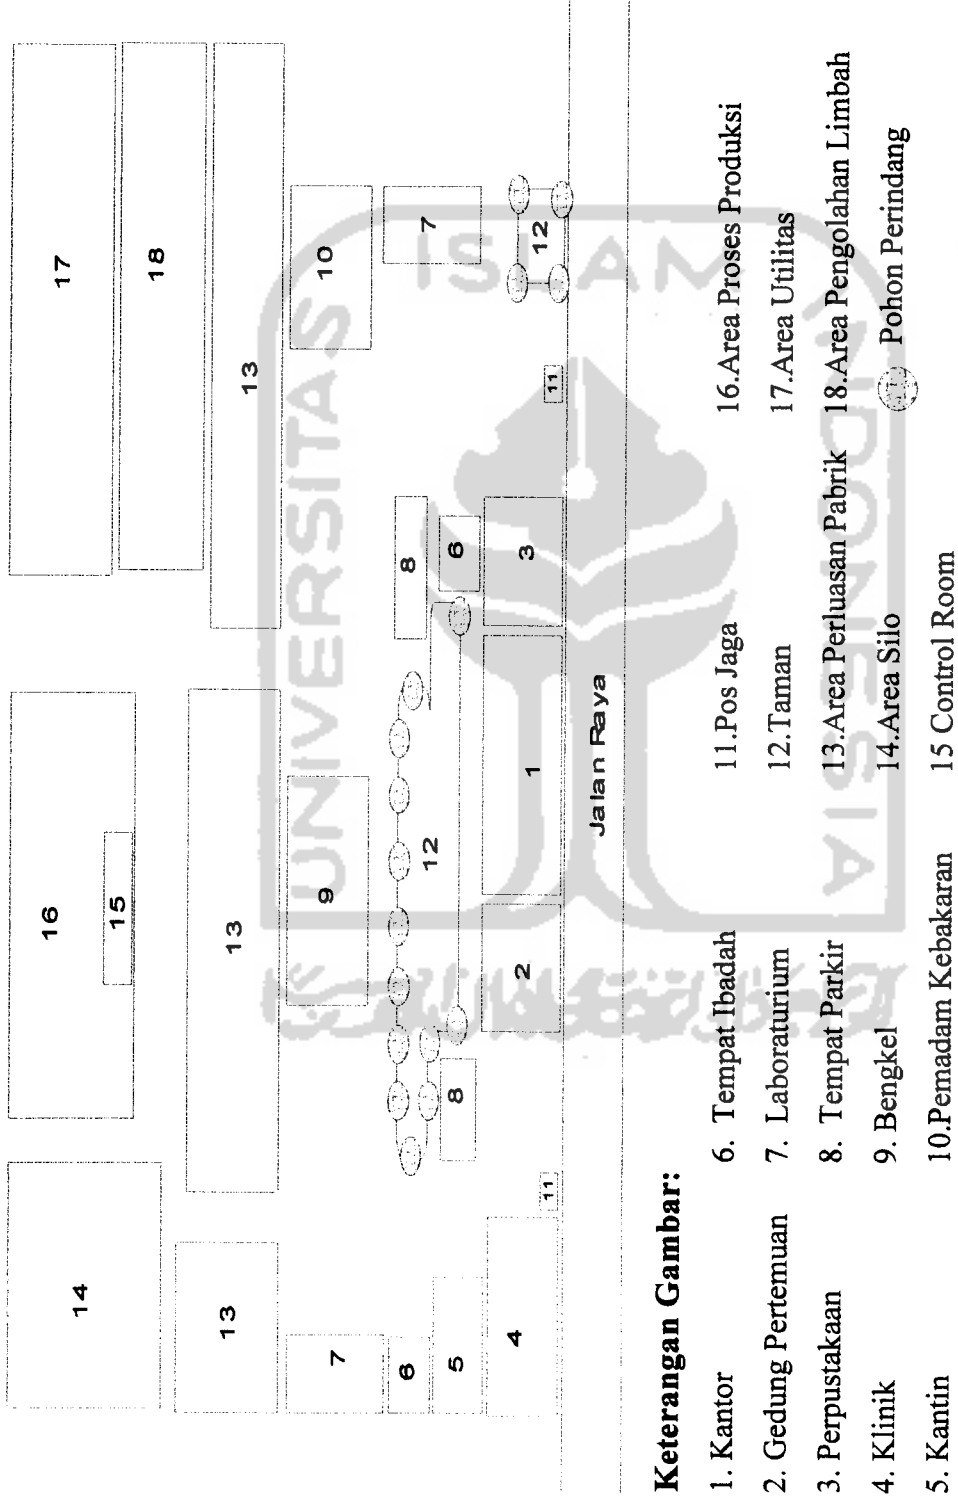 14
16
17
15
18
13
13
13
7
9
10
6
8
7
12
5
8
6
12
4
2
1
3
11
11
Jalan Raya
UNIVERSITAS
ISLAM
INDONESIA
Keterangan Gambar:
1. Kantor
2. Gedung Pertemuan
3. Perpustakaan
4. Klinik
5. Kantin
6. Tempat Ibadah
7. Laboraturium
8. Tempat Parkir
9. Bengkel
10.Pemadam Kebakaran
11.Pos Jaga
12.Taman
13.Area Perluasan Pabrik
14.Area Silo
15 Control Room
16.Area Proses Produksi
17.Area Utilitas
18.Area Pengolahan Limbah
Pohon Perindang